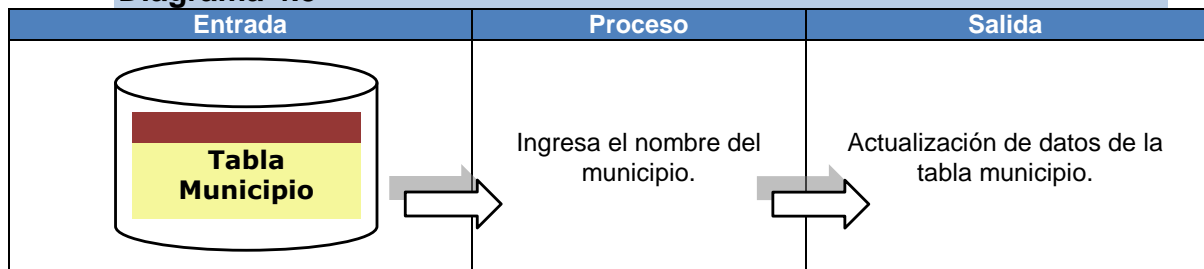 Entrada
Proceso
Salida
Tabla
Municipio
Ingresa el nombre del
municipio.
Actualización de datos de la
tabla municipio.